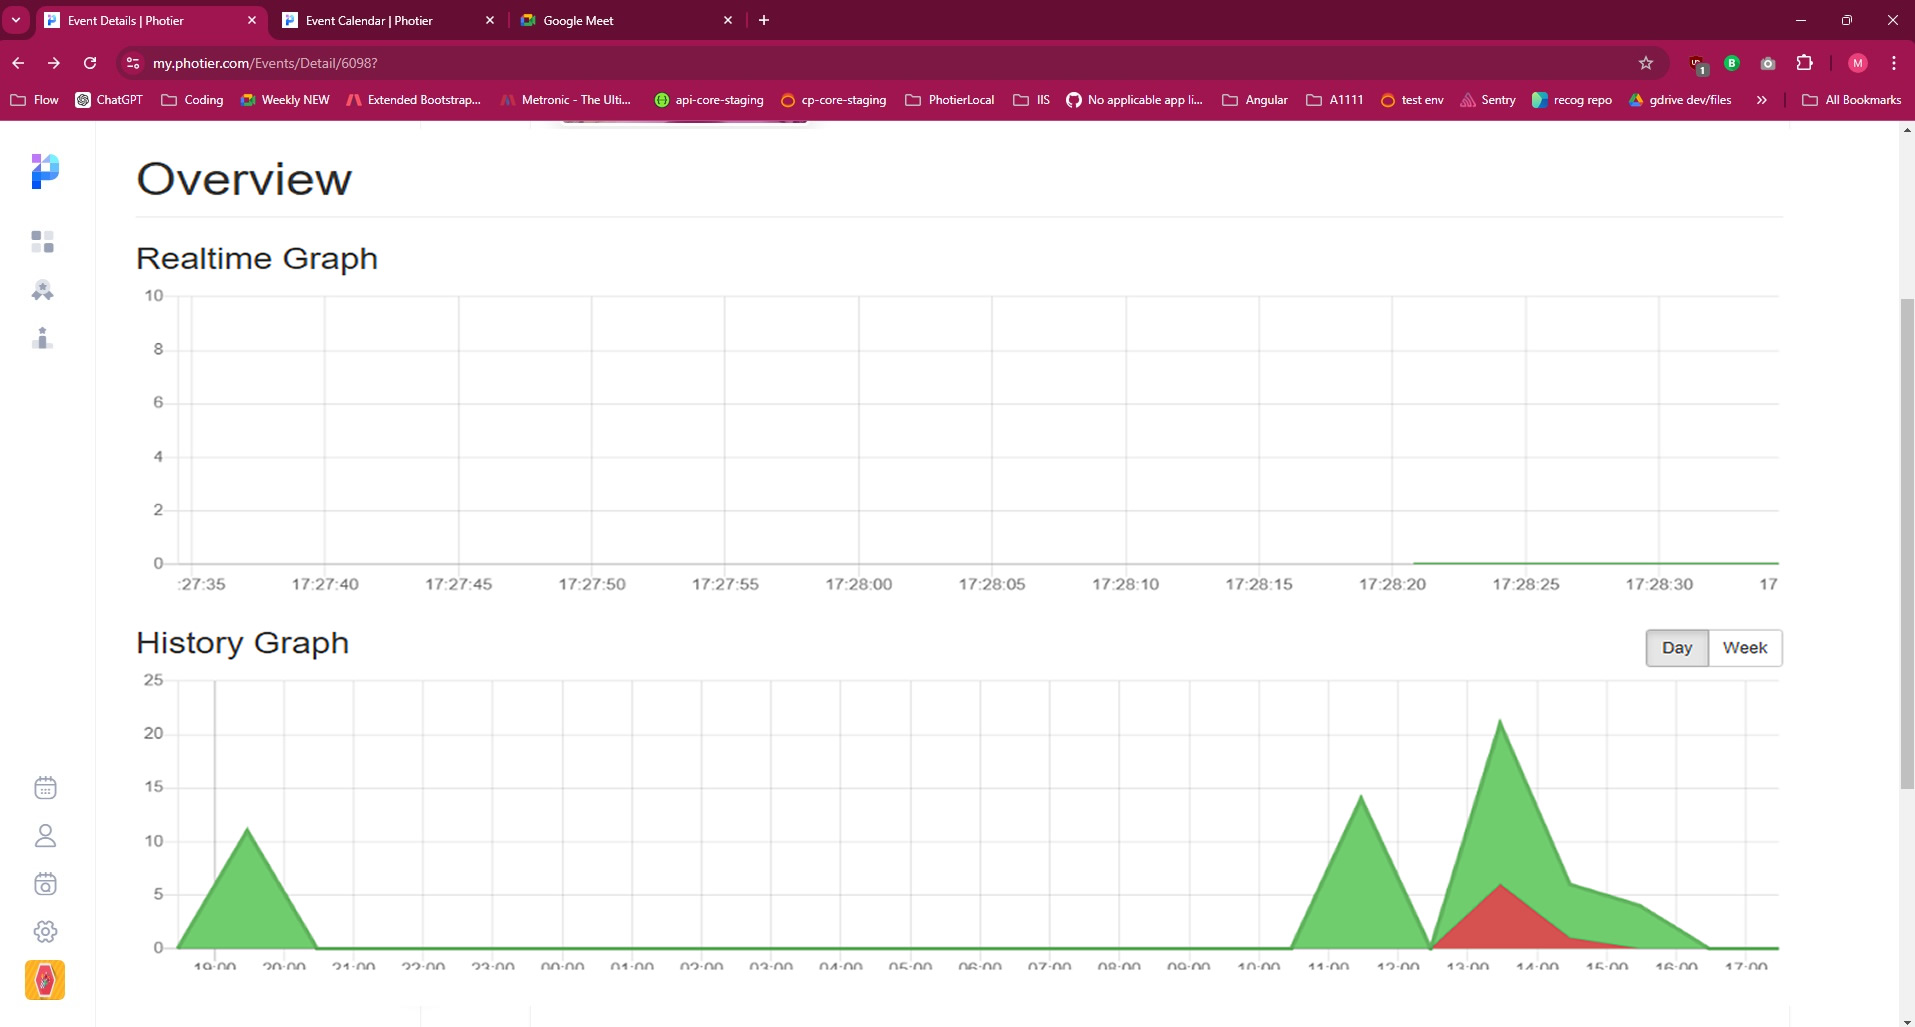 Event Details | Photier
Event Calendar | Photier
Google Meet
my.photier.com/Events/Detail/6098?
1
B
M
Flow
ChatGPT
Coding
Weekly NEW
Extended Bootstrap...
Metronic - The Ulti...
api-core-staging
cp-core-staging
PhotierLocal
IIS
No applicable app li...
Angular
A1111
test env
Sentry
recog repo
gdrive dev/files
All Bookmarks
Overview
Realtime Graph
10
8
6
4
2
0
:27:35 17:27:40 17:27:45 17:27:50 17:27:55 17:28:00 17:28:05 17:28:10 17:28:15 17:28:20 17:28:25 17:28:30 17
History Graph
Day Week
25
20
15
10
5
0
19:00 20:00 21:00 22:00 23:00 00:00 01:00 02:00 03:00 04:00 05:00 06:00 07:00 08:00 09:00 10:00 11:00 12:00 13:00 14:00 15:00 16:00 17:00